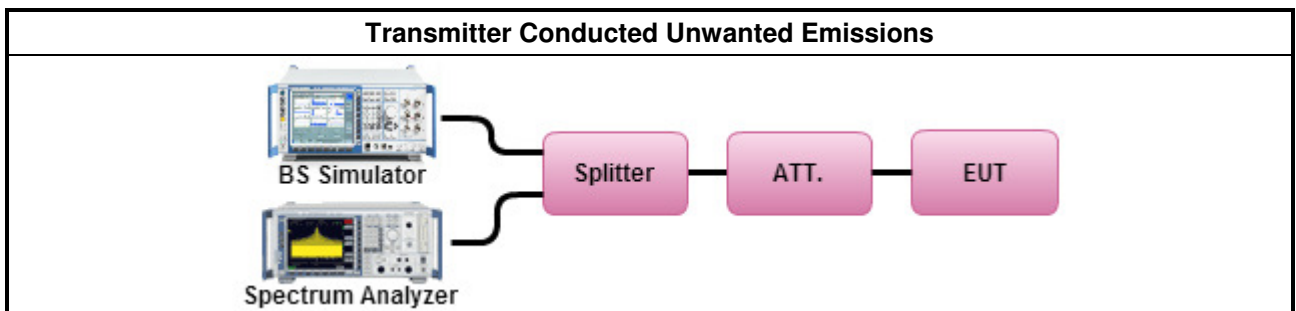 Transmitter Conducted Unwanted Emissions
BS Simulator
Splitter
ATT.
EUT
Spectrum Analyzer